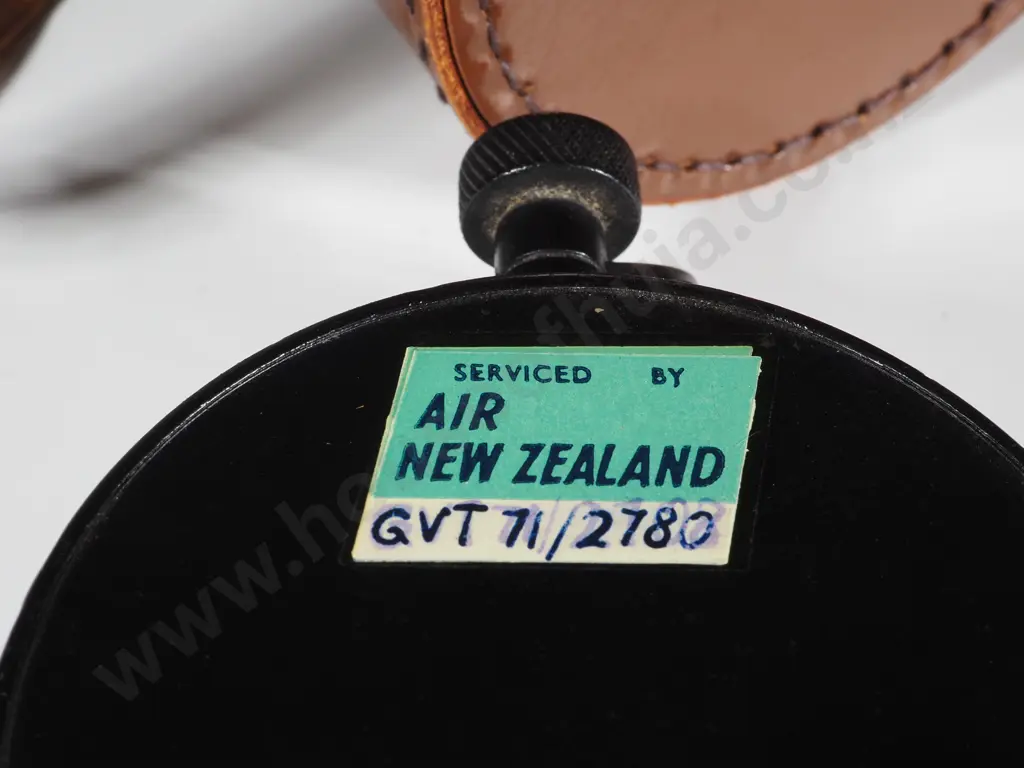 SERVICED BY
AIR
NEW ZEALAND
GVT 71/2780